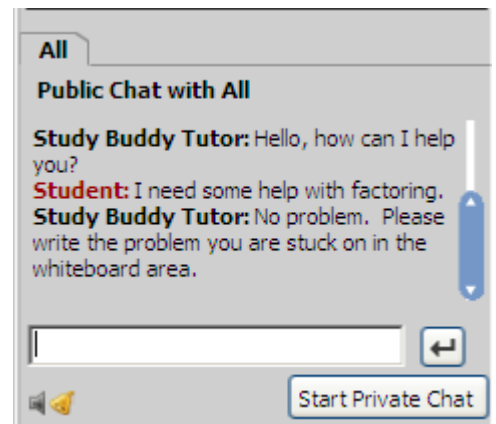 All
Public Chat with All
Study Buddy Tutor: Hello, how can I help
you?
Student: I need some help with factoring.
Study Buddy Tutor: No problem.  Please
write the problem you are stuck on in the
whiteboard area.
Start Private Chat